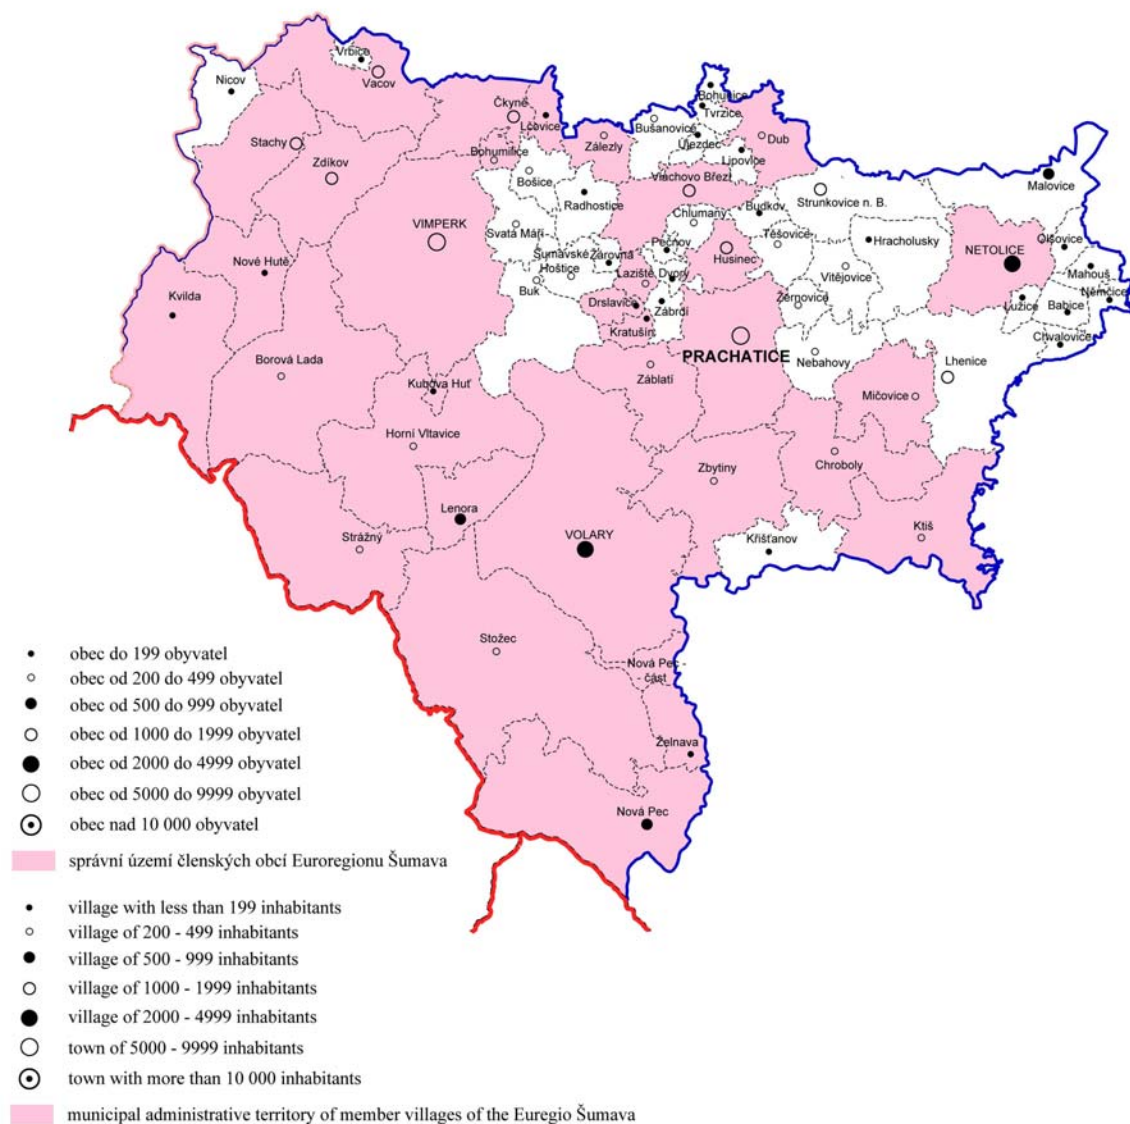 Vrbice
Nicov
Vacov
Bohunice
Čkyně
Tvrzice
Lčovice
Bušanovice
Stachy
Zálezly
Újezdec
Dub
Bohumilice
Lipovice
Zdíkov
Bošice
Vlachovo Březí
Malovice
Radhostice
Strunkovice n. B.
Budkov
Chlumany
VIMPERK
Svatá Maří
Těšovice
Pečnov
Hracholusky
Olšovice
Šumavské
Žárovná
Husinec
NETOLICE
Nové Hutě
Hoštice
Laziště
Dvory
Vitějovice
Mahouš
Buk
Němčice
Kvilda
Drslavice
Žernovice
Lužice
Babice
Zábrdí
Kratušín
Chvalovice
PRACHATICE
Borová Lada
Nebahovy
Lhenice
Záblatí
Kubova Huť
Mičovice
Horní Vltavice
Zbytiny
Chroboly
Lenora
Ktiš
Strážný
VOLARY
Křišťanov
Stožec
Nová Pec -
část
Želnava
Nová Pec
obec do 199 obyvatel
obec od 200 do 499 obyvatel
obec od 500 do 999 obyvatel
obec od 1000 do 1999 obyvatel
obec od 2000 do 4999 obyvatel
obec od 5000 do 9999 obyvatel
obec nad 10 000 obyvatel
správní území členských obcí Euroregionu Šumava
village with less than 199 inhabitants
village of 200 - 499 inhabitants
village of 500 - 999 inhabitants
village of 1000 - 1999 inhabitants
village of 2000 - 4999 inhabitants
town of 5000 - 9999 inhabitants
town with more than 10 000 inhabitants
municipal administrative territory of member villages of the Euregio Šumava